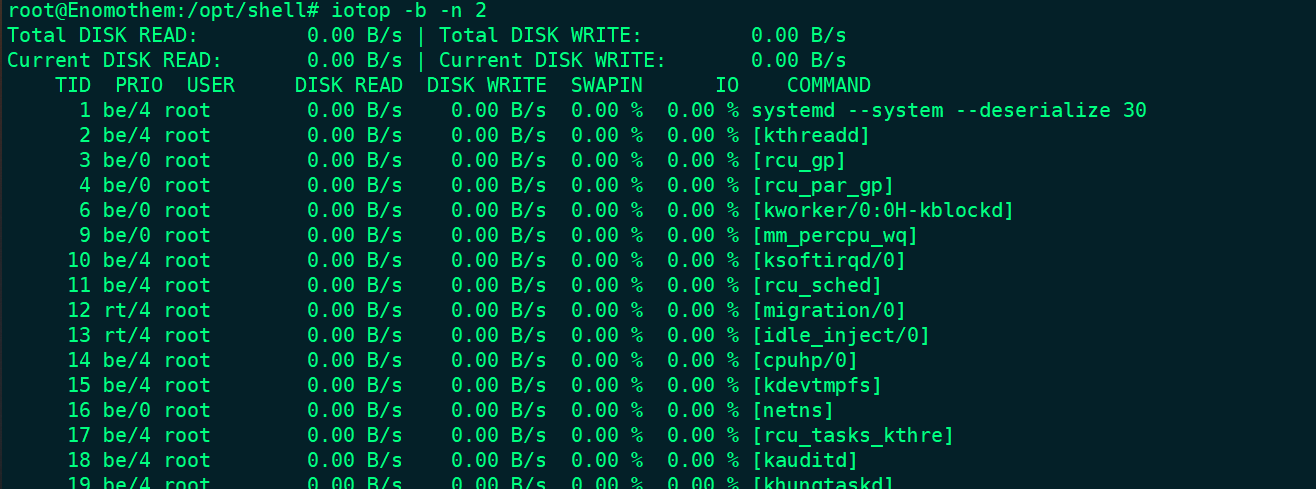 root@Enomothem:/opt/shell# iotop -b -n 2
Total DISK READ:         0.00 B/s | Total DISK WRITE:         0.00 B/s
Current DISK READ:       0.00 B/s | Current DISK WRITE:       0.00 B/s
    TID  PRIO  USER     DISK READ  DISK WRITE  SWAPIN      IO    COMMAND
      1 be/4 root        0.00 B/s    0.00 B/s  0.00 %  0.00 % systemd --system --deserialize 30
      2 be/4 root        0.00 B/s    0.00 B/s  0.00 %  0.00 % [kthreadd]
      3 be/0 root        0.00 B/s    0.00 B/s  0.00 %  0.00 % [rcu_gp]
      4 be/0 root        0.00 B/s    0.00 B/s  0.00 %  0.00 % [rcu_par_gp]
      6 be/0 root        0.00 B/s    0.00 B/s  0.00 %  0.00 % [kworker/0:0H-kblockd]
      9 be/0 root        0.00 B/s    0.00 B/s  0.00 %  0.00 % [mm_percpu_wq]
     10 be/4 root        0.00 B/s    0.00 B/s  0.00 %  0.00 % [ksoftirqd/0]
     11 be/4 root        0.00 B/s    0.00 B/s  0.00 %  0.00 % [rcu_sched]
     12 rt/4 root        0.00 B/s    0.00 B/s  0.00 %  0.00 % [migration/0]
     13 rt/4 root        0.00 B/s    0.00 B/s  0.00 %  0.00 % [idle_inject/0]
     14 be/4 root        0.00 B/s    0.00 B/s  0.00 %  0.00 % [cpuhp/0]
     15 be/4 root        0.00 B/s    0.00 B/s  0.00 %  0.00 % [kdevtmpfs]
     16 be/0 root        0.00 B/s    0.00 B/s  0.00 %  0.00 % [netns]
     17 be/4 root        0.00 B/s    0.00 B/s  0.00 %  0.00 % [rcu_tasks_kthre]
     18 be/4 root        0.00 B/s    0.00 B/s  0.00 %  0.00 % [kauditd]
     19 be/4 root        0.00 B/s    0.00 B/s  0.00 %  0.00 % [khungtaskd]